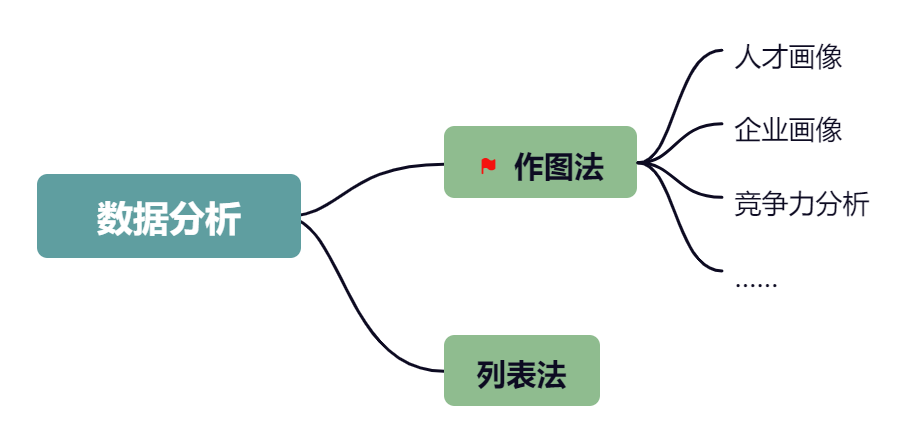 数据分析
作图法
人才画像
企业画像
竞争力分析
......
列表法